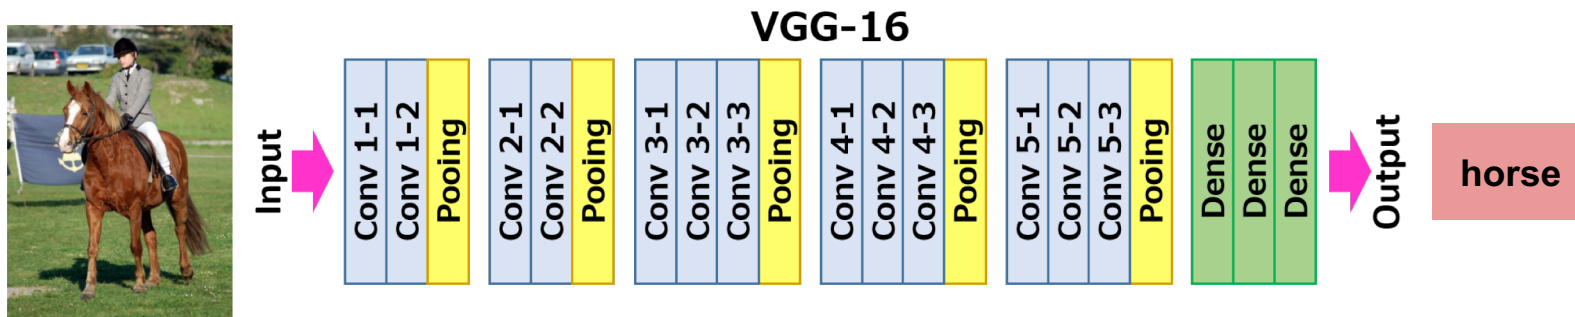 VGG-16
Input
Conv 1-1
Conv 1-2
Pooing
Conv 2-1
Conv 2-2
Pooing
Conv 3-1
Conv 3-2
Conv 3-3
Pooing
Conv 4-1
Conv 4-2
Conv 4-3
Pooing
Conv 5-1
Conv 5-2
Conv 5-3
Pooing
Dense
Dense
Dense
Output
horse